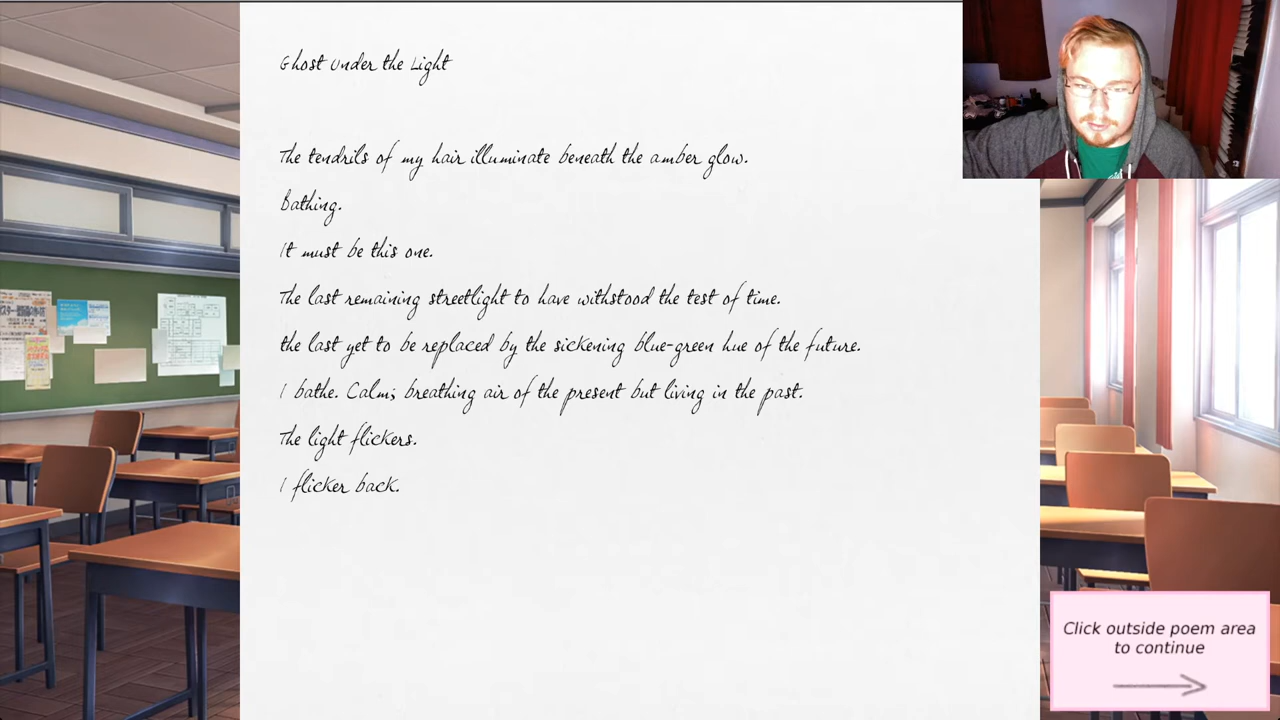 Ghost Under the Light
The tendrils of my hair illuminate beneath the amber glow.
Bathing.
It must be this one.
The last remaining streetlight to have withstood the test of time.
the last yet to be replaced by the sickening blue-green hue of the future.
I bathe. Calm; breathing air of the present but living in the past.
The light flickers.
I flicker back.
Click outside poem area
to continue